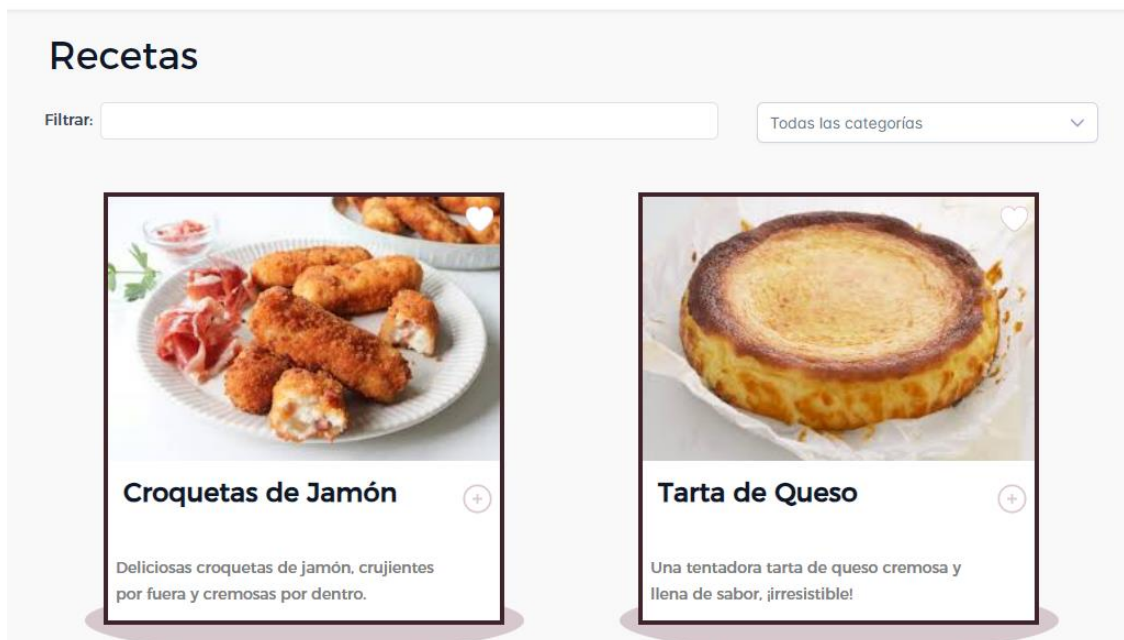 Recetas
Filtrar:
Todas las categorías
Croquetas de Jamón
Deliciosas croquetas de jamón, crujientes
por fuera y cremosas por dentro.
Tarta de Queso
Una tentadora tarta de queso cremosa y
llena de sabor, ¡irresistible!